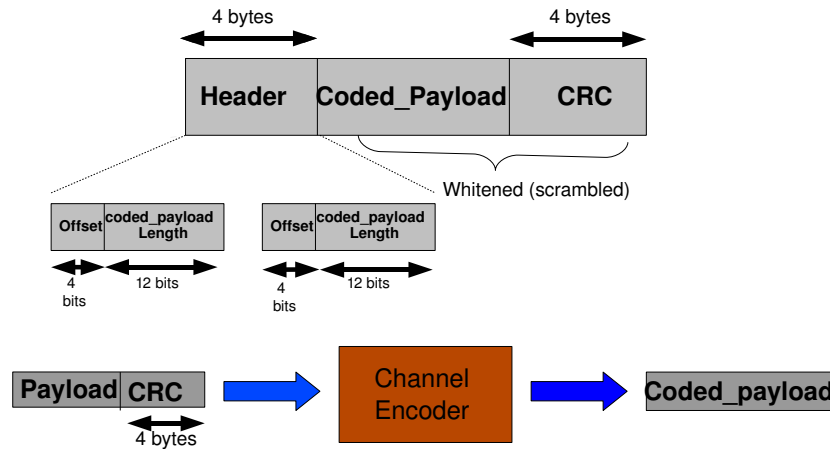 4 bytes
4 bytes
Header
Coded_Payload
CRC
Whitened (scrambled)
Offset
coded_payload
Length
Offset
coded_payload
Length
4
bits
12 bits
4
bits
12 bits
Payload
CRC
Channel
Encoder
Coded_payload
4 bytes